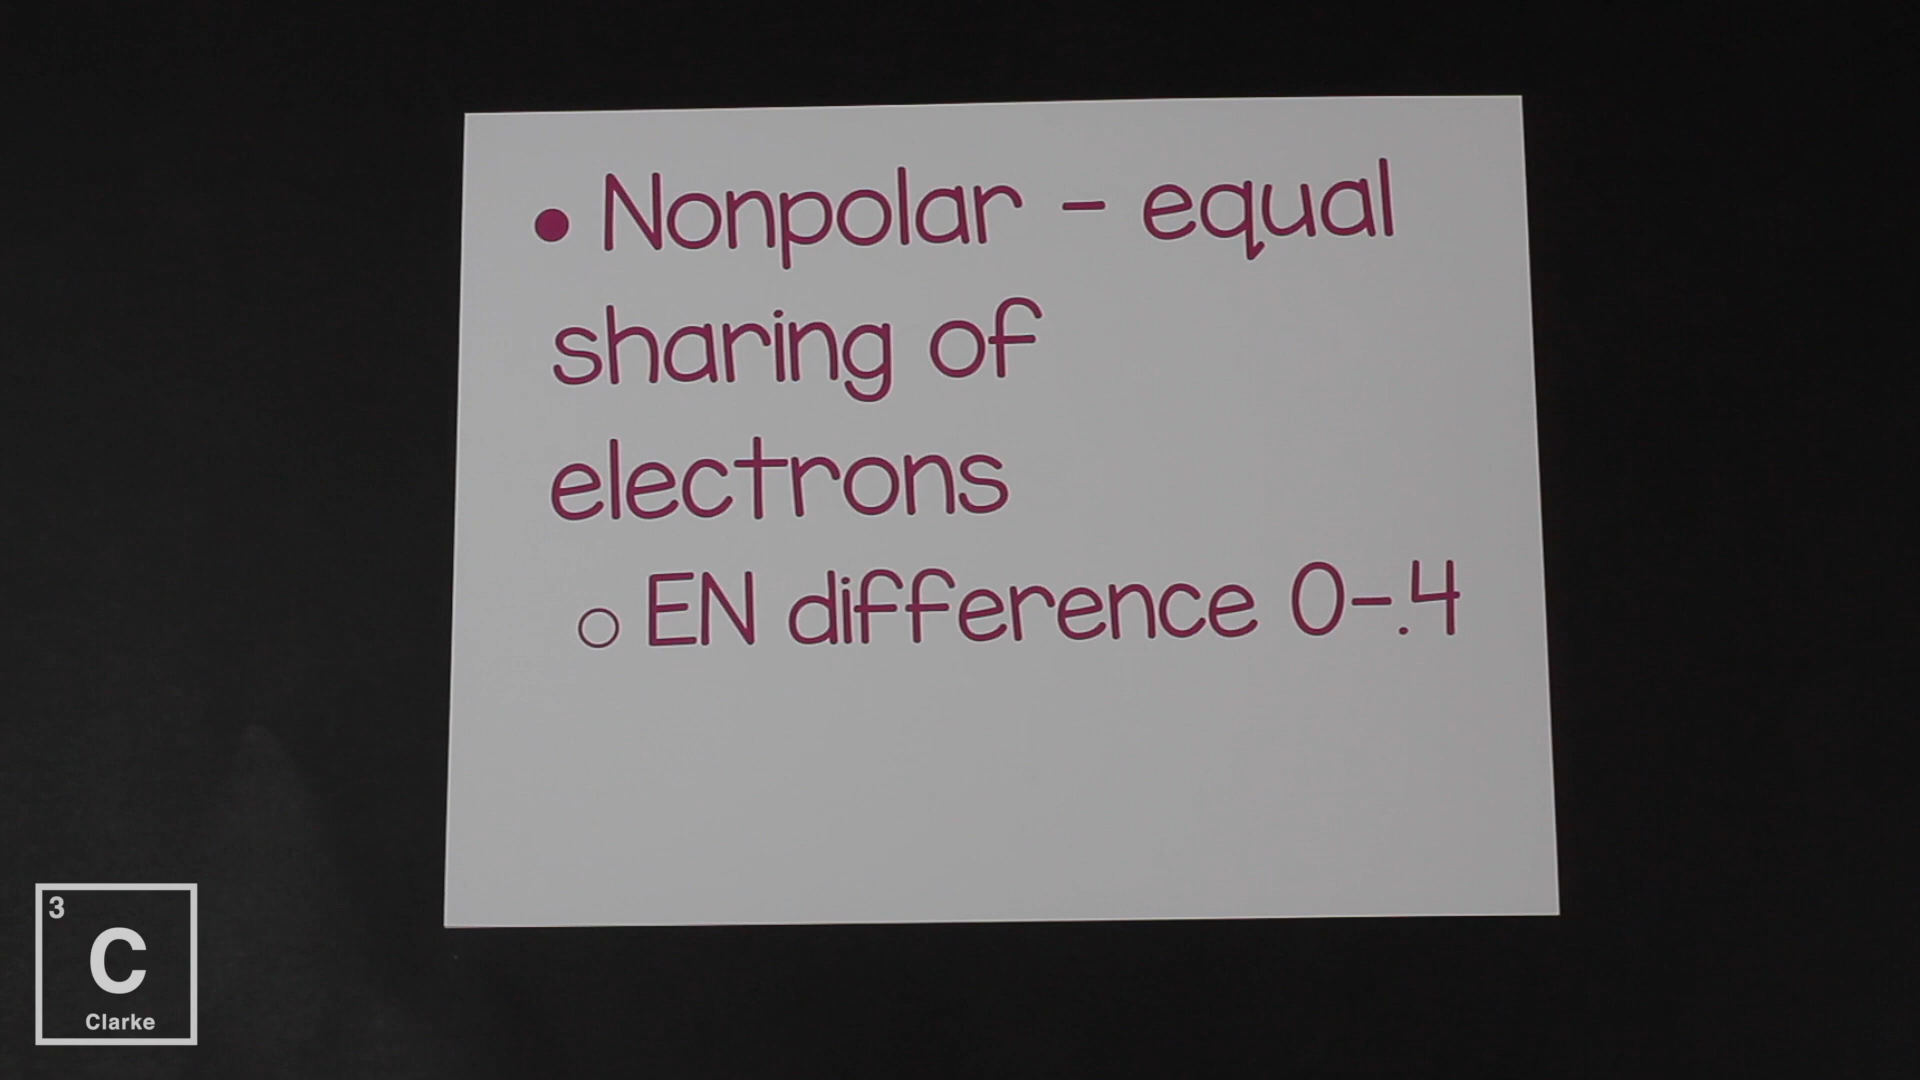 • Nonpolar - equal
sharing of
electrons
○ EN difference 0-.4
3
C
Clarke